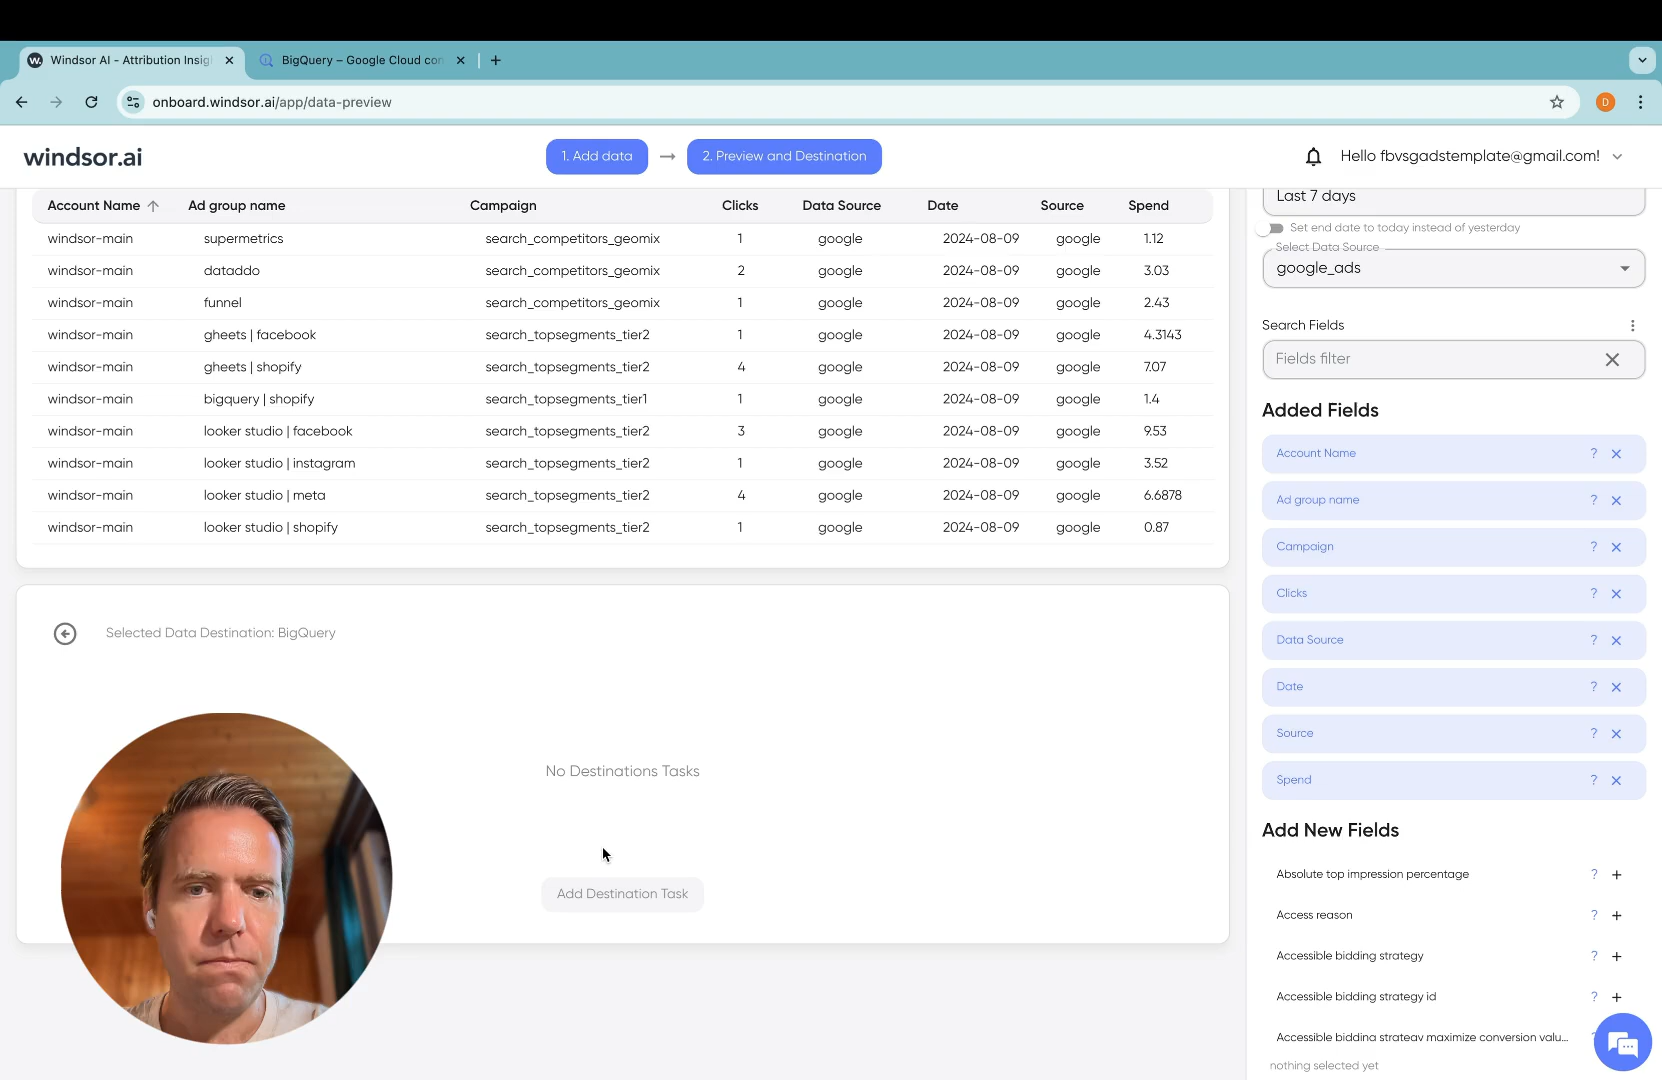 Windsor AI - Attribution Insig
BigQuery – Google Cloud con
onboard.windsor.ai/app/data-preview
D
windsor.ai
1. Add data
2. Preview and Destination
Hello fbvsgadstemplate@gmail.com!
Account Name Ad group name Campaign Clicks Data Source Date Source Spend
windsor-main supermetrics search_competitors_geomix 1 google 2024-08-09 google 1.12
windsor-main dataddo search_competitors_geomix 2 google 2024-08-09 google 3.03
windsor-main funnel search_competitors_geomix 1 google 2024-08-09 google 2.43
windsor-main gheets | facebook search_topsegments_tier2 1 google 2024-08-09 google 4.3143
windsor-main gheets | shopify search_topsegments_tier2 4 google 2024-08-09 google 7.07
windsor-main bigquery | shopify search_topsegments_tier1 1 google 2024-08-09 google 1.4
windsor-main looker studio | facebook search_topsegments_tier2 3 google 2024-08-09 google 9.53
windsor-main looker studio | instagram search_topsegments_tier2 1 google 2024-08-09 google 3.52
windsor-main looker studio | meta search_topsegments_tier2 4 google 2024-08-09 google 6.6878
windsor-main looker studio | shopify search_topsegments_tier2 1 google 2024-08-09 google 0.87
Selected Data Destination: BigQuery
No Destinations Tasks
Add Destination Task
Last 7 days
Set end date to today instead of yesterday
Select Data Source
google_ads
Search Fields
Fields filter
Added Fields
Account Name ?
Ad group name ?
Campaign ?
Clicks ?
Data Source ?
Date ?
Source ?
Spend ?
Add New Fields
Absolute top impression percentage ? +
Access reason ? +
Accessible bidding strategy ? +
Accessible bidding strategy id ? +
Accessible bidding strategy maximize conversion valu... ?
nothing selected yet